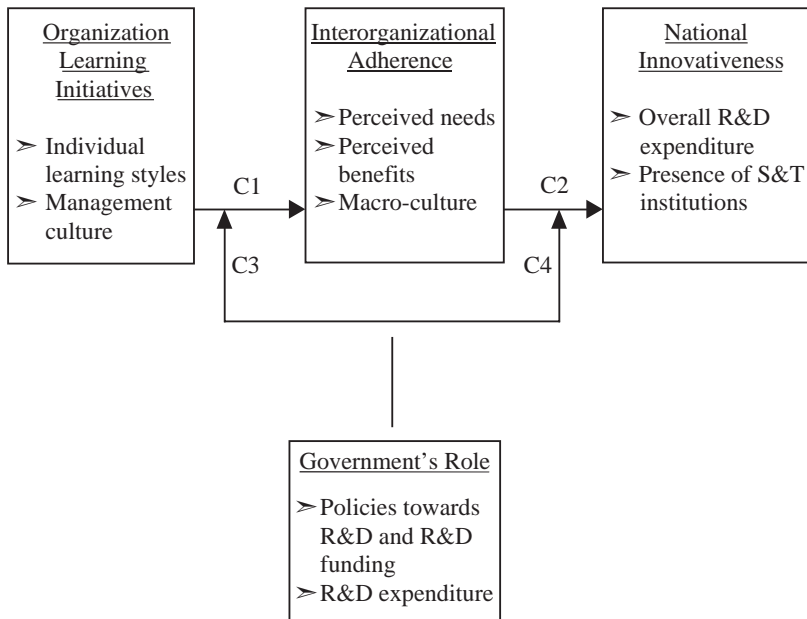 Organization
Learning
Initiatives
➣ Individual
learning styles
➣ Management
culture
C1
Interorganizational
Adherence
➣ Perceived needs
➣ Perceived
benefits
➣ Macro-culture
C2
National
Innovativeness
➣ Overall R&D
expenditure
➣ Presence of S&T
institutions
C3
C4
Government’s Role
➣ Policies towards
R&D and R&D
funding
➣ R&D expenditure